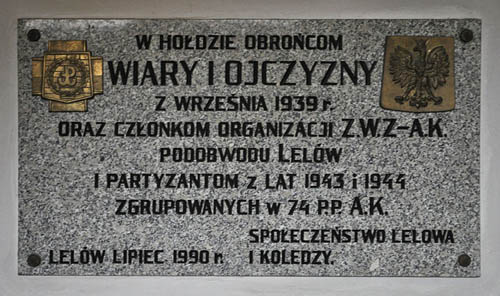 W HOŁDZIE OBROŃCOM
WIARY I OJCZYZNY
Z WRZEŚNIA 1939 r.
ORAZ CZŁONKOM ORGANIZACJI Z.W.Z-A.K.
PODOBWODU LELÓW
I PARTYZANTOM z LAT 1943 i 1944
ZGRUPOWANYCH w 74 P.P. A.K.
SPOŁECZEŃSTWO LELOWA
LELÓW LIPIEC 1990 r. I KOLEDZY.